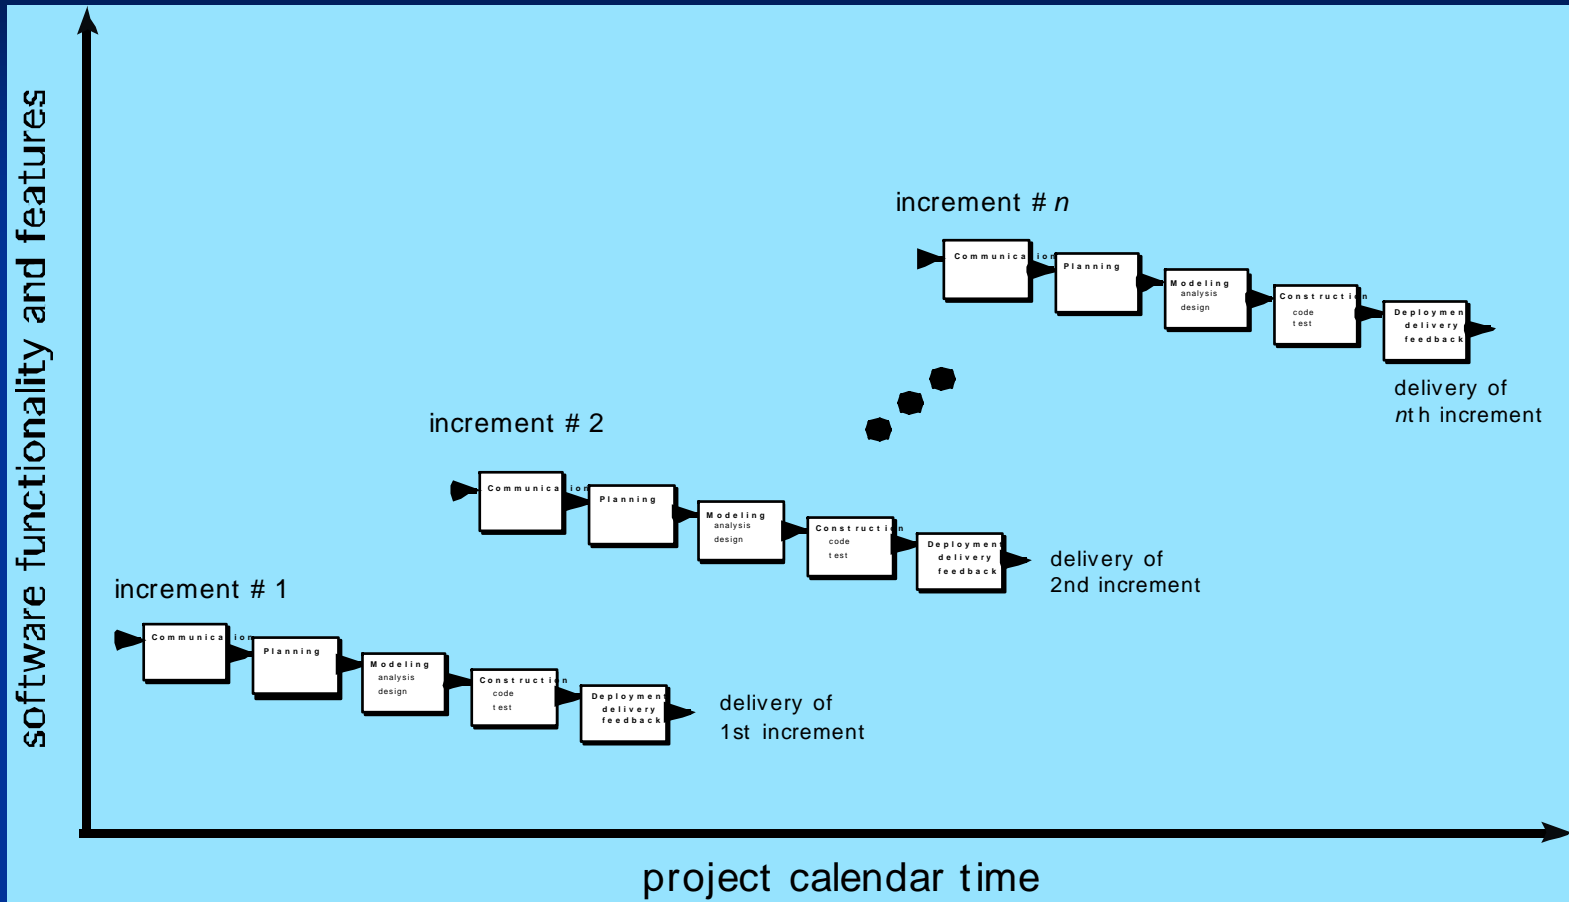 software functionality and features
increment # n
Communication
Planning
Modeling
analysis
design
Construction
code
test
Deployment
delivery
feedback
delivery of
nth increment
increment # 2
Communication
Planning
Modeling
analysis
design
Construction
code
test
Deployment
delivery
feedback
delivery of
2nd increment
increment # 1
Communication
Planning
Modeling
analysis
design
Construction
code
test
Deployment
delivery
feedback
delivery of
1st increment
project calendar time